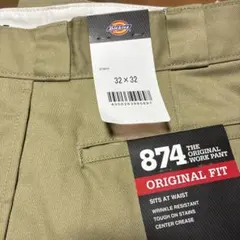 Dickies
32×32
874 THE
ORIGINAL
WORK PANT
ORIGINAL FIT
SITS AT WAIST
WRINKLE RESISTANT
TOUGH ON STAINS
CENTER CREASE